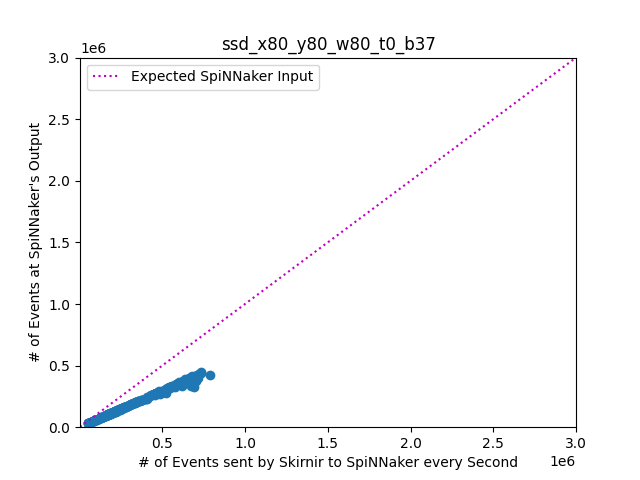 ssd_x80_y80_w80_t0_b37
1e6
Expected SpiNNaker Input
3.0
2.5
2.0
1.5
1.0
0.5
0.0
# of Events at SpiNNaker's Output
0.5 1.0 1.5 2.0 2.5 3.0
# of Events sent by Skirnir to SpiNNaker every Second
1e6